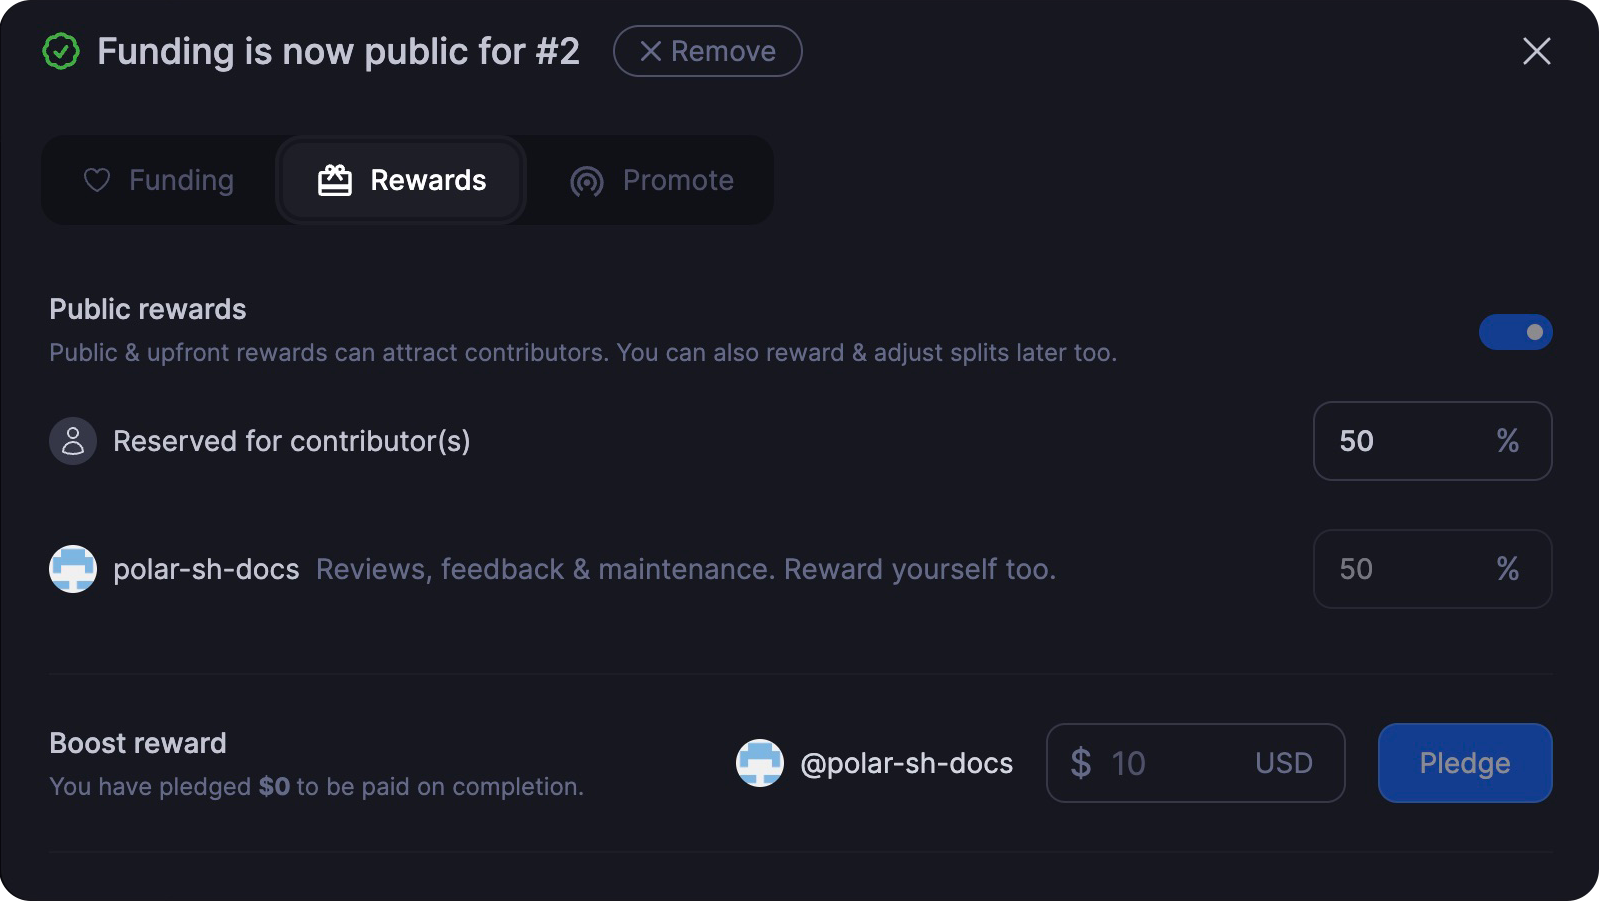 Funding is now public for #2
Remove
Funding
Rewards
Promote
Public rewards
Public & upfront rewards can attract contributors. You can also reward & adjust splits later too.
Reserved for contributor(s)
50 %
polar-sh-docs Reviews, feedback & maintenance. Reward yourself too.
50 %
Boost reward
You have pledged $0 to be paid on completion.
@polar-sh-docs
$ 10 USD
Pledge